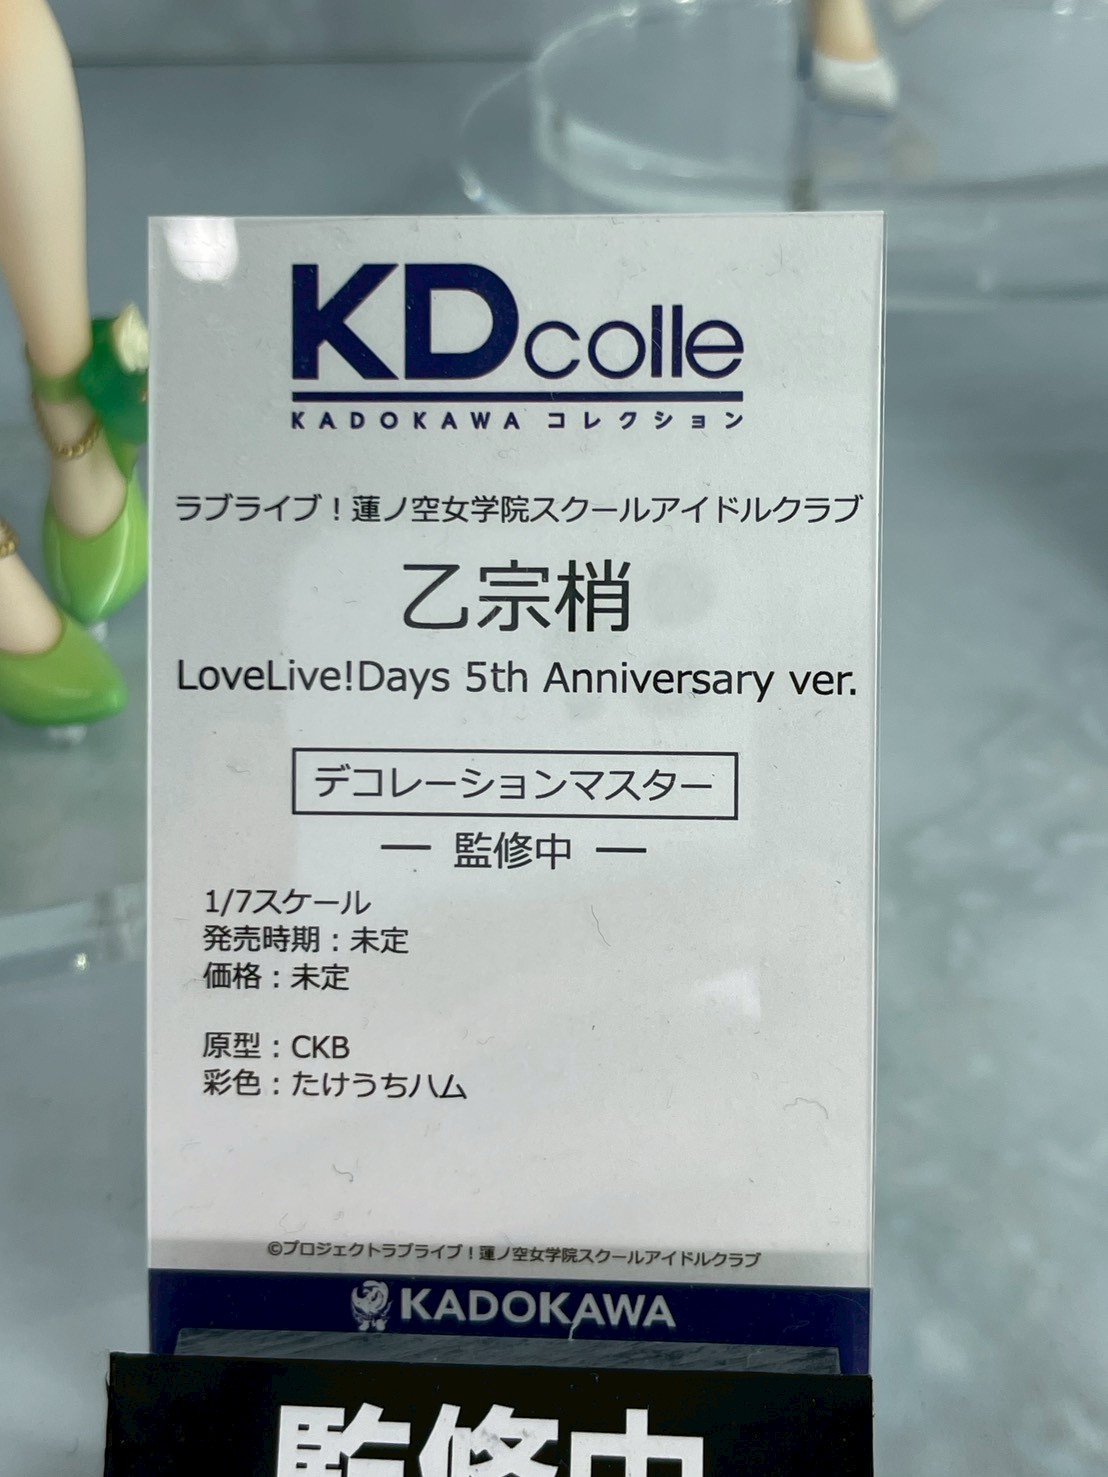 KDcolle
KADOKAWA コレクション
ラブライブ！蓮ノ空女学院スクールアイドルクラブ
乙宗梢
LoveLive!Days 5th Anniversary ver.
デコレーションマスター
― 監修中 ―
1/7スケール
発売時期：未定
価格：未定
原型：CKB
彩色：たけうちハム
©プロジェクトラブライブ！蓮ノ空女学院スクールアイドルクラブ
KADOKAWA
監修中